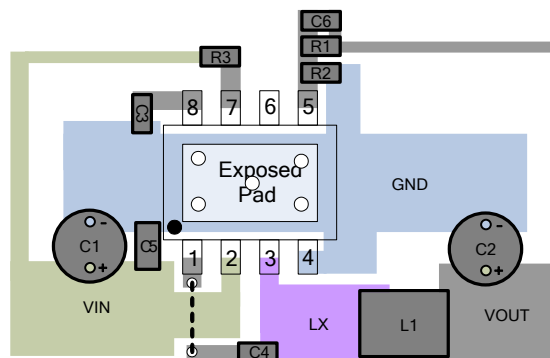 C6
R1
R3
R2
8
7
6
5
C3
Exposed
Pad
GND
-
C1
+
C5
-
C2
+
1
2
3
4
VIN
LX
L1
VOUT
C4